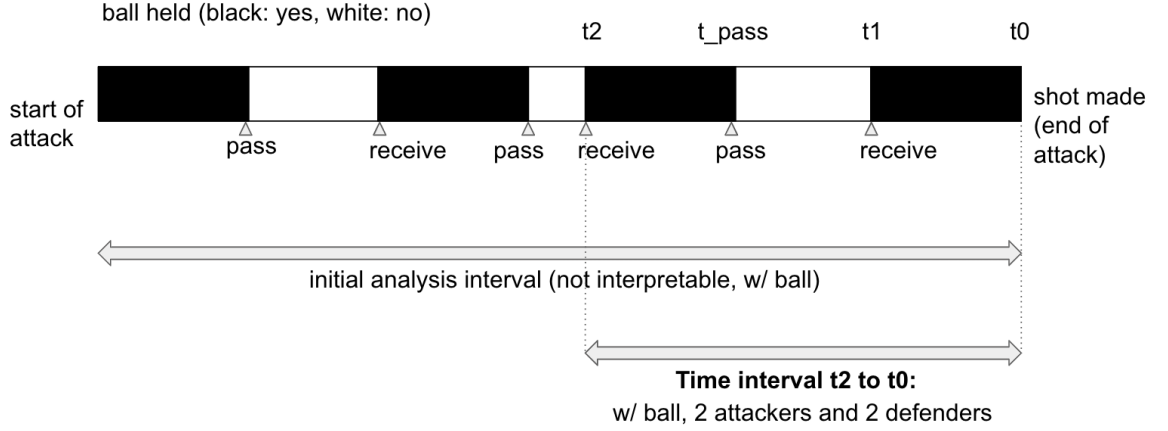 ball held (black: yes, white: no)
t2 t_pass t1 t0
start of
attack
shot made
(end of
attack)
pass receive pass receive pass receive
initial analysis interval (not interpretable, w/ ball)
Time interval t2 to t0:
w/ ball, 2 attackers and 2 defenders